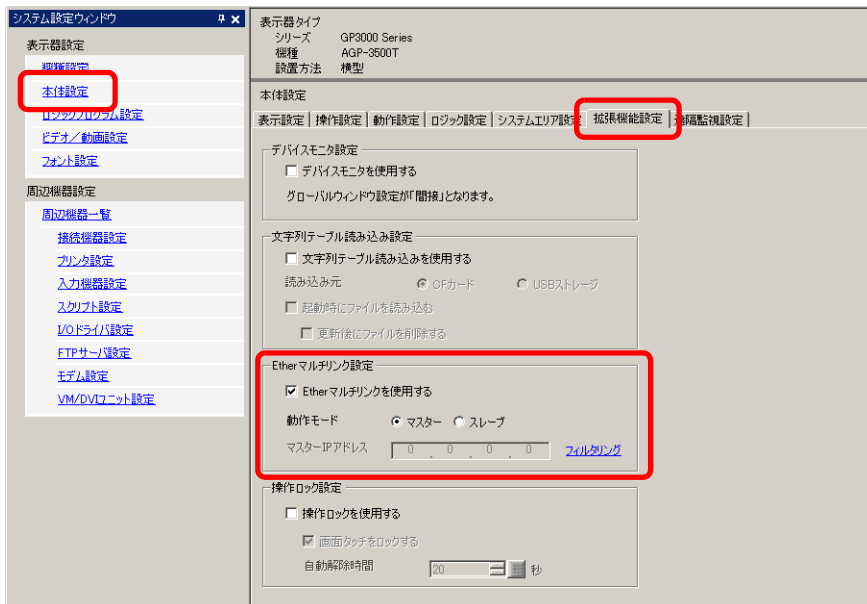 システム設定ウィンドウ
表示器設定
機種設定
本体設定
ロジックプログラム設定
ビデオ/動画設定
フォント設定
周辺機器設定
周辺機器一覧
接続機器設定
プリンタ設定
入力機器設定
スクリプト設定
I/Oドライバ設定
FTPサーバ設定
モデム設定
VM/DVIユニット設定
表示器タイプ
シリーズ GP3000 Series
機種 AGP-3500T
設置方法 横型
本体設定
表示設定 操作設定 動作設定 ロジック設定 システムエリア設定 拡張機能設定 遠隔監視設定
デバイスモニタ設定
デバイスモニタを使用する
グローバルウィンドウ設定が「間接」となります。
文字列テーブル読み込み設定
文字列テーブル読み込みを使用する
読み込み元 CFカード USBストレージ
起動時にファイルを読み込む
更新後にファイルを削除する
Etherマルチリンク設定
Etherマルチリンクを使用する
動作モード マスター スレーブ
マスターIPアドレス 0 . 0 . 0 . 0 フィルタリング
操作ロック設定
操作ロックを使用する
画面タッチをロックする
自動解除時間 20 秒